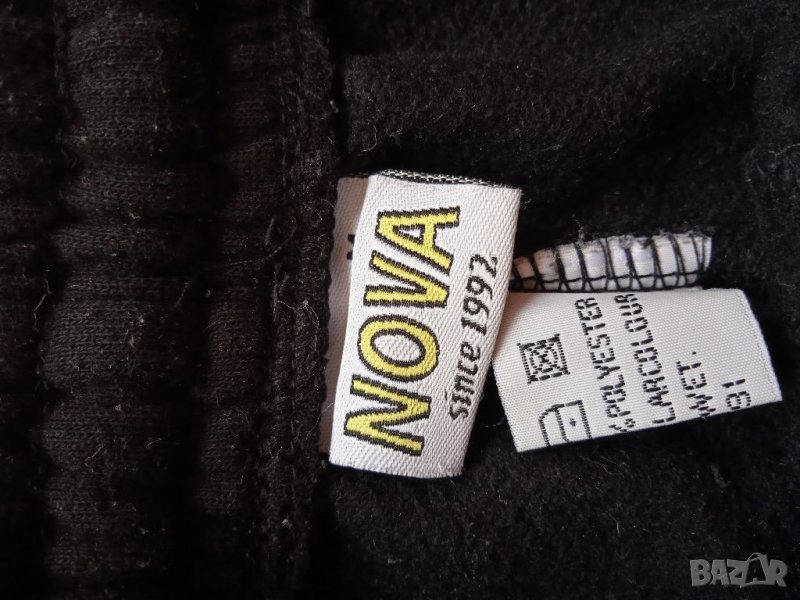 NOVA
since 1992
%POLYESTER
LARCOLOUR
WET.
BAZAR